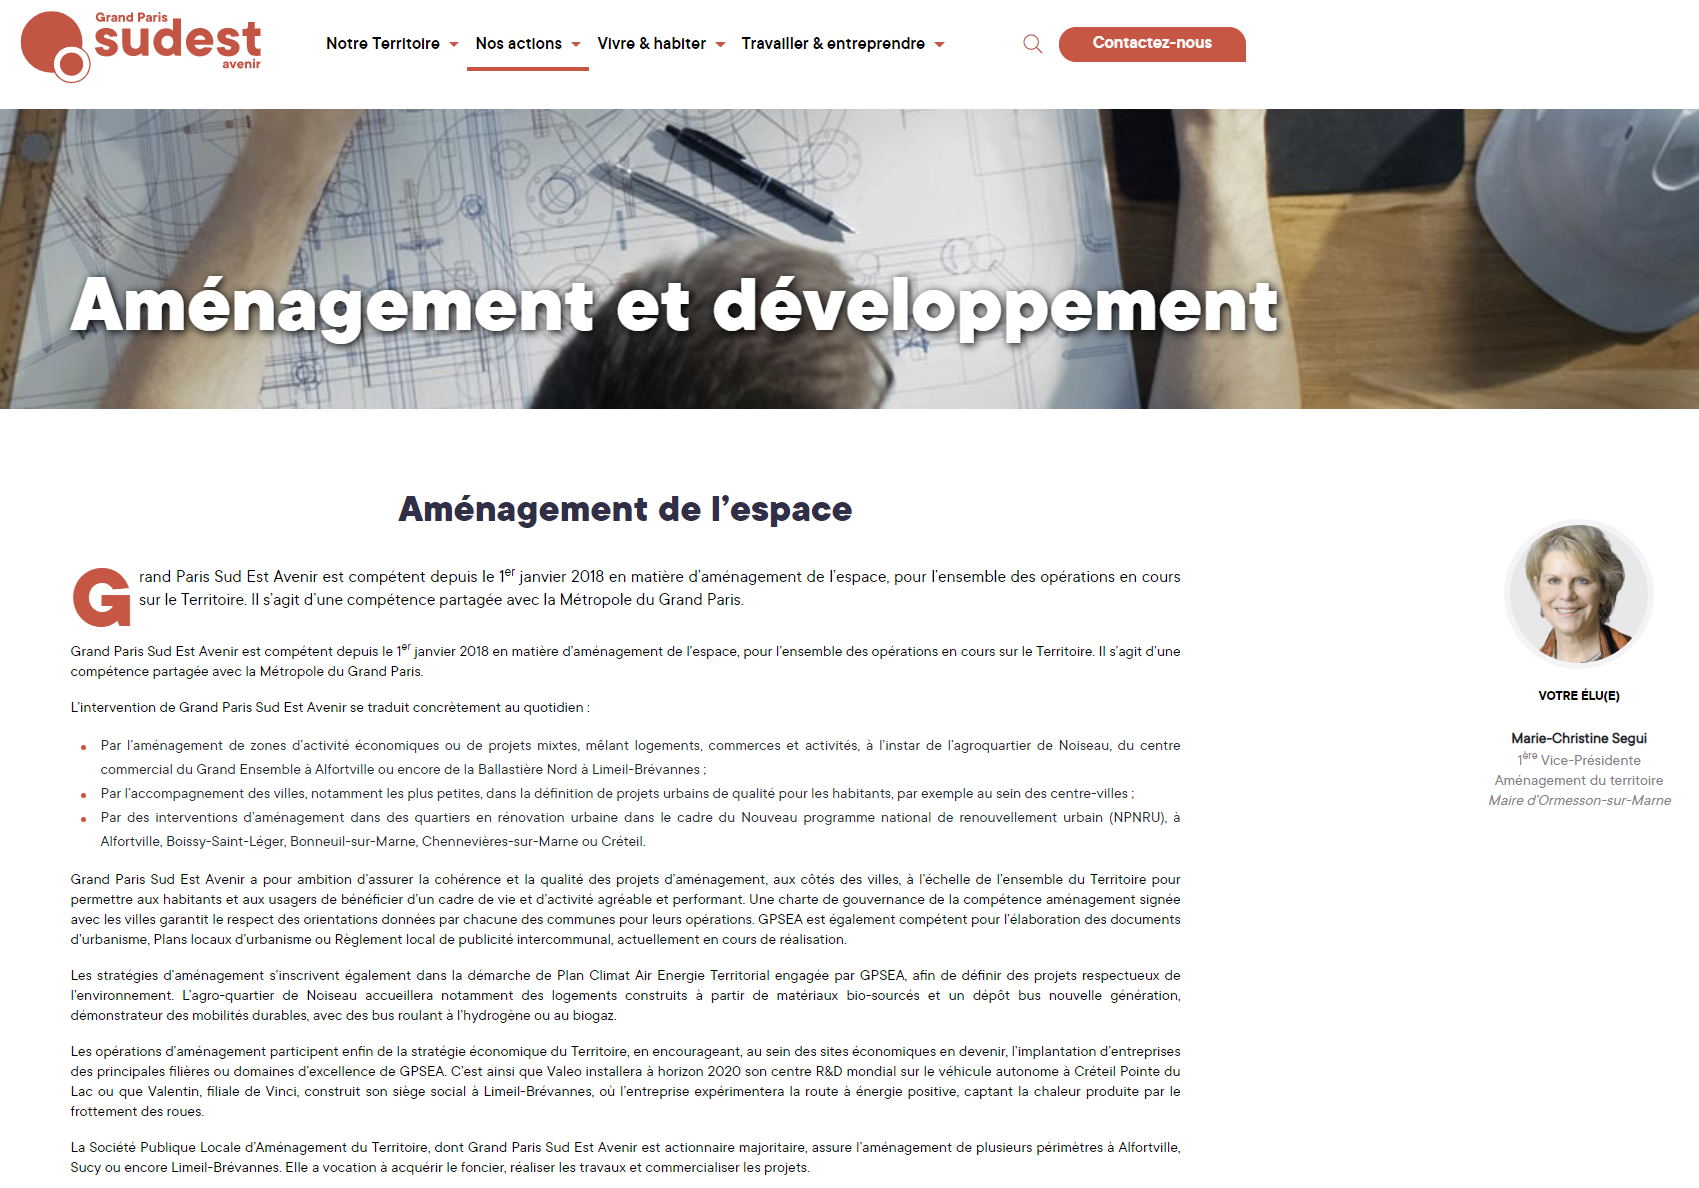 Grand Paris
sudest
avenir
Notre Territoire
Nos actions
Vivre & habiter
Travailler & entreprendre
Contactez-nous
Aménagement et développement
Aménagement de l’espace
Grand Paris Sud Est Avenir est compétent depuis le 1er janvier 2018 en matière d’aménagement de l’espace, pour l’ensemble des opérations en cours
sur le Territoire. Il s’agit d’une compétence partagée avec la Métropole du Grand Paris.
Grand Paris Sud Est Avenir est compétent depuis le 1er janvier 2018 en matière d’aménagement de l’espace, pour l’ensemble des opérations en cours sur le Territoire. Il s’agit d’une
compétence partagée avec la Métropole du Grand Paris.
L’intervention de Grand Paris Sud Est Avenir se traduit concrètement au quotidien :
Par l’aménagement de zones d’activité économiques ou de projets mixtes, mêlant logements, commerces et activités, à l’instar de l’agroquartier de Noiseau, du centre
commercial du Grand Ensemble à Alfortville ou encore de la Ballastière Nord à Limeil-Brévannes ;
Par l’accompagnement des villes, notamment les plus petites, dans la définition de projets urbains de qualité pour les habitants, par exemple au sein des centre-villes ;
Par des interventions d’aménagement dans des quartiers en rénovation urbaine dans le cadre du Nouveau programme national de renouvellement urbain (NPNRU), à
Alfortville, Boissy-Saint-Léger, Bonneuil-sur-Marne, Chennevières-sur-Marne ou Créteil.
Grand Paris Sud Est Avenir a pour ambition d’assurer la cohérence et la qualité des projets d’aménagement, aux côtés des villes, à l’échelle de l’ensemble du Territoire pour
permettre aux habitants et aux usagers de bénéficier d’un cadre de vie et d’activité agréable et performant. Une charte de gouvernance de la compétence aménagement signée
avec les villes garantit le respect des orientations données par chacune des communes pour leurs opérations. GPSEA est également compétent pour l’élaboration des documents
d’urbanisme, Plans locaux d’urbanisme ou Règlement local de publicité intercommunal, actuellement en cours de réalisation.
Les stratégies d’aménagement s’inscrivent également dans la démarche de Plan Climat Air Energie Territorial engagée par GPSEA, afin de définir des projets respectueux de
l’environnement. L’agro-quartier de Noiseau accueillera notamment des logements construits à partir de matériaux bio-sourcés et un dépôt bus nouvelle génération,
démonstrateur des mobilités durables, avec des bus roulant à l’hydrogène ou au biogaz.
Les opérations d’aménagement participent enfin de la stratégie économique du Territoire, en encourageant, au sein des sites économiques en devenir, l’implantation d’entreprises
des principales filières ou domaines d’excellence de GPSEA. C’est ainsi que Valeo installera à horizon 2020 son centre R&D mondial sur le véhicule autonome à Créteil Pointe du
Lac ou que Valentin, filiale de Vinci, construit son siège social à Limeil-Brévannes, où l’entreprise expérimentera la route à énergie positive, captant la chaleur produite par le
frottement des roues.
La Société Publique Locale d’Aménagement du Territoire, dont Grand Paris Sud Est Avenir est actionnaire majoritaire, assure l’aménagement de plusieurs périmètres à Alfortville,
Sucy ou encore Limeil-Brévannes. Elle a vocation à acquérir le foncier, réaliser les travaux et commercialiser les projets.
VOTRE ÉLU(E)
Marie-Christine Segui
1ère Vice-Présidente
Aménagement du territoire
Maire d’Ormesson-sur-Marne